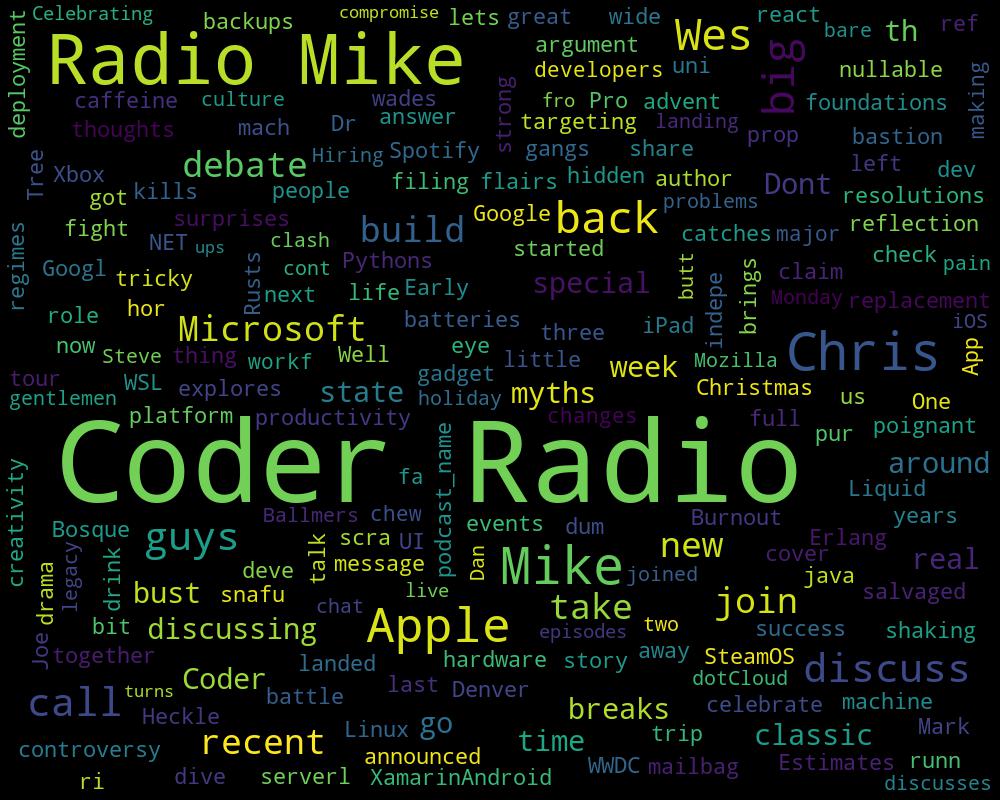 Celebrating
backups
compromise
lets
great
wide
react
bare
th
ref
deployment
Radio Mike
argument
Wes
big
developers
uni
nullable
making
caffeine
culture
wades
answer
strong
fro
Pro
advent
foundations
thoughts
mach
Dr
targeting
landing
prop
bastion
Tree
Xbox
debate
Hiring
Spotify
gangs
share
left
dev
got
kills
people
filing
flairs
hidden
author
problems
Dont
resolutions
regimes
fight
surprises
build
Google
back
catches
major
reflection
NET
ups
clash
started
check
pain
Googl
tricky
Rusts
cont
Pythons
special
butt
indepe
brings
claim
hor
next
life
Early
Monday
replacement
role
Microsoft
batteries
three
iPad
iOS
now
Steve
thing
workf
Well
eye
little
week
Mozilla
Chris
App
tour
WSL
explores
state
gadget
myths
Christmas
us
One
gentlemen
holiday
platform
productivity
changes
full
pur
poignant
Coder Radio
creativity
fa
podcast_name
around
Liquid
Bosque
guys
Ballmers
chew
events
dum
Burnout
years
drama
legacy
drink
talk
scra
UI
message
Dan
Mike
new
cover
Erlang
real
deve
joined
java
bust
snafu
chat
live
take
join
salvaged
Joe
bit
discussing
Apple
episodes
two
success
shaking
together
landed
hardware
story
away
SteamOS
discuss
Coder
last
Denver
dotCloud
call
turns
battle
breaks
celebrate
machine
Heckle
Linux
go
Mark
controversy
recent
announced
time
trip
classic
ri
dive
serverl
XamarinAndroid
WWDC
mailbag
Estimates
runn
discusses